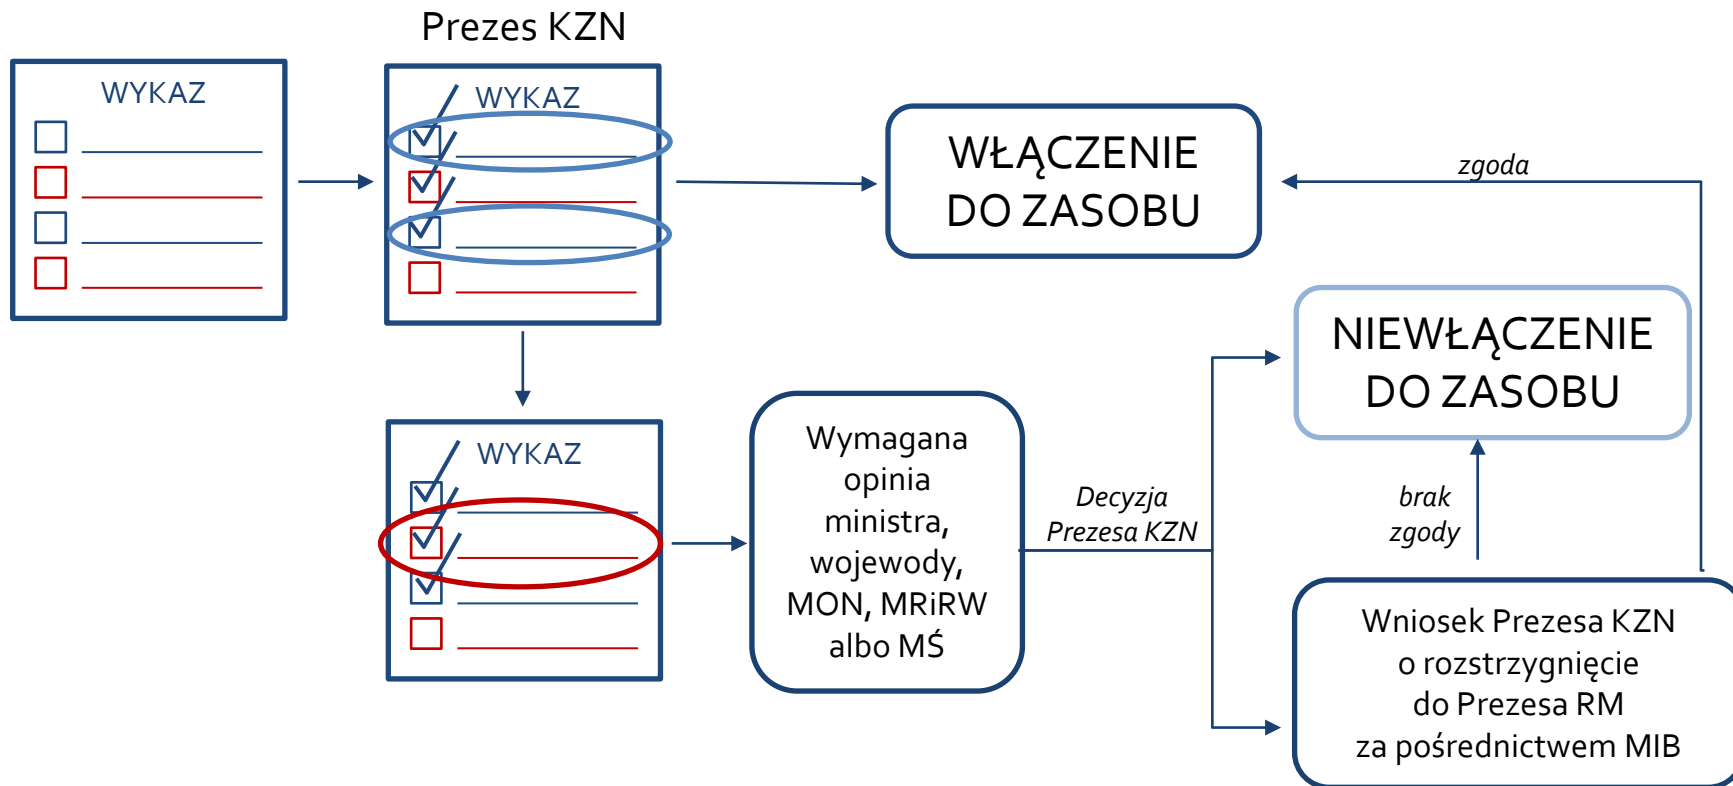 Prezes KZN
WYKAZ
WYKAZ
WŁĄCZENIE
DO ZASOBU
zgoda
NIEWŁĄCZENIE
DO ZASOBU
WYKAZ
Wymagana
opinia
ministra,
wojewody,
MON, MRiRW
albo MŚ
Decyzja
Prezesa KZN
brak
zgody
Wniosek Prezesa KZN
o rozstrzygnięcie
do Prezesa RM
za pośrednictwem MIB